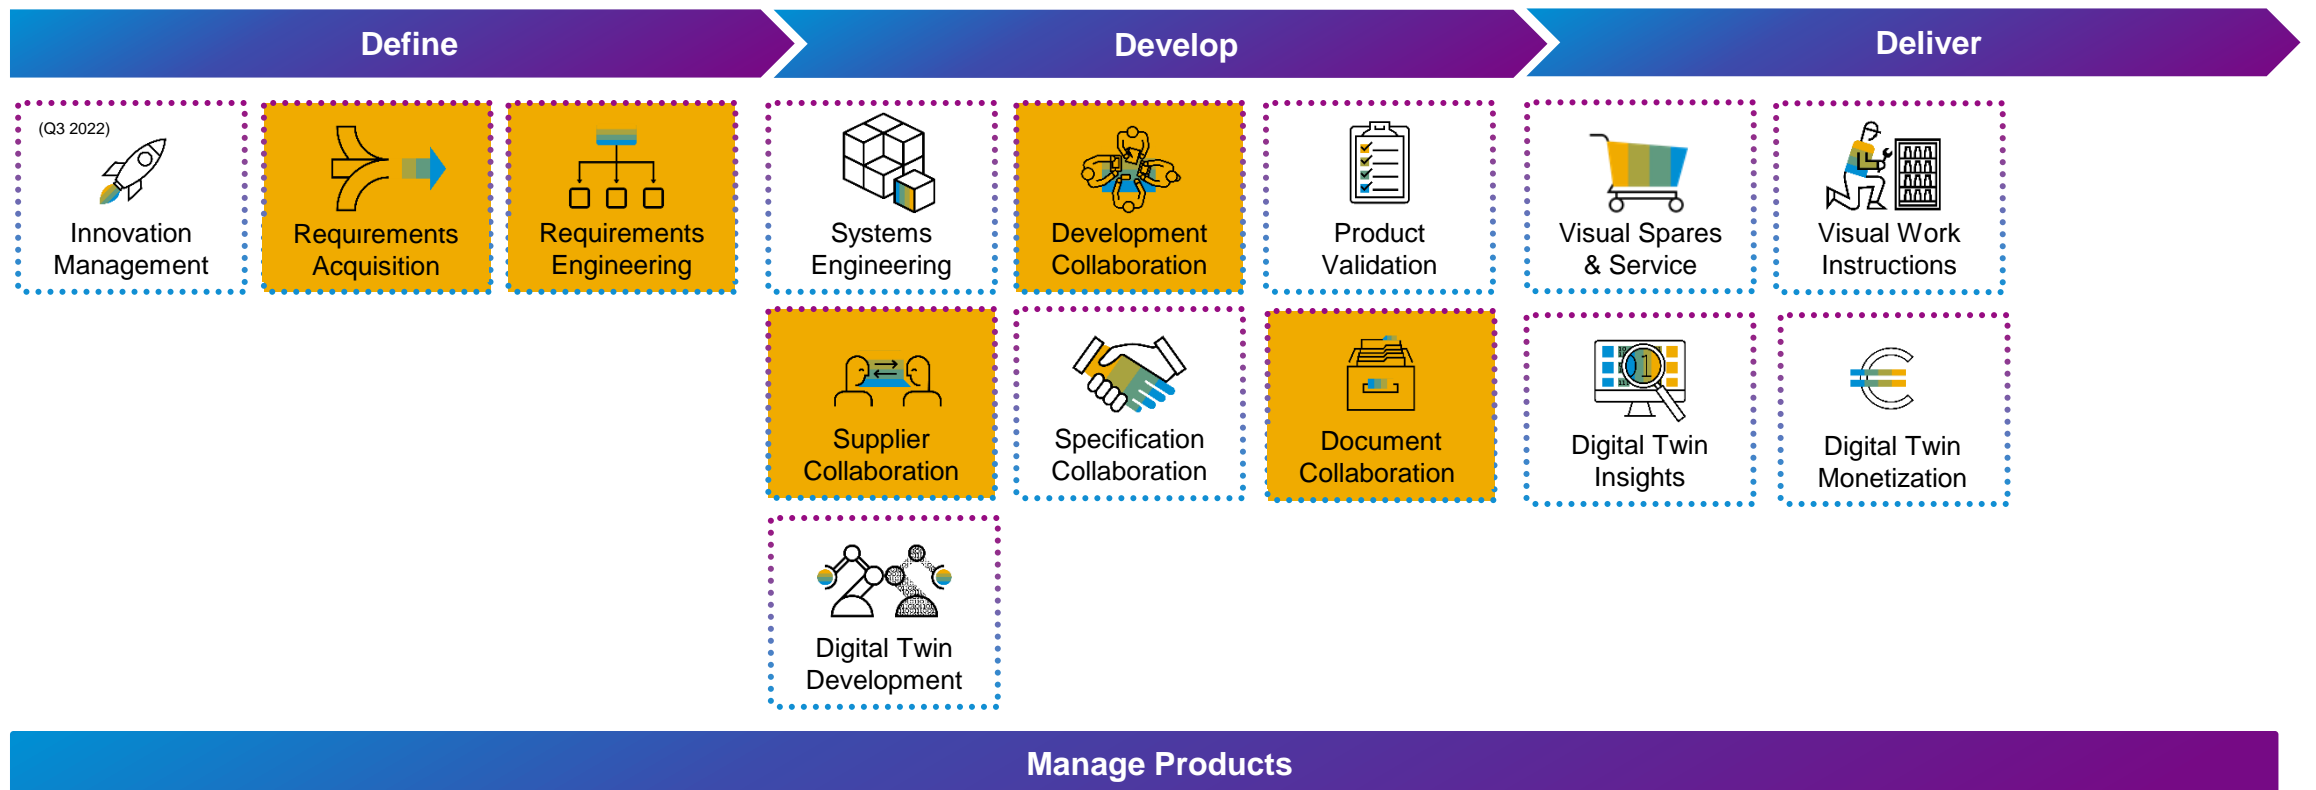 Define
Develop
Deliver
(Q3 2022)
Innovation
Management
Requirements
Acquisition
Requirements
Engineering
Systems
Engineering
Development
Collaboration
Product
Validation
Visual Spares
& Service
Visual Work
Instructions
Supplier
Collaboration
Specification
Collaboration
Document
Collaboration
1
Digital Twin
Insights
Digital Twin
Monetization
Digital Twin
Development
Manage Products